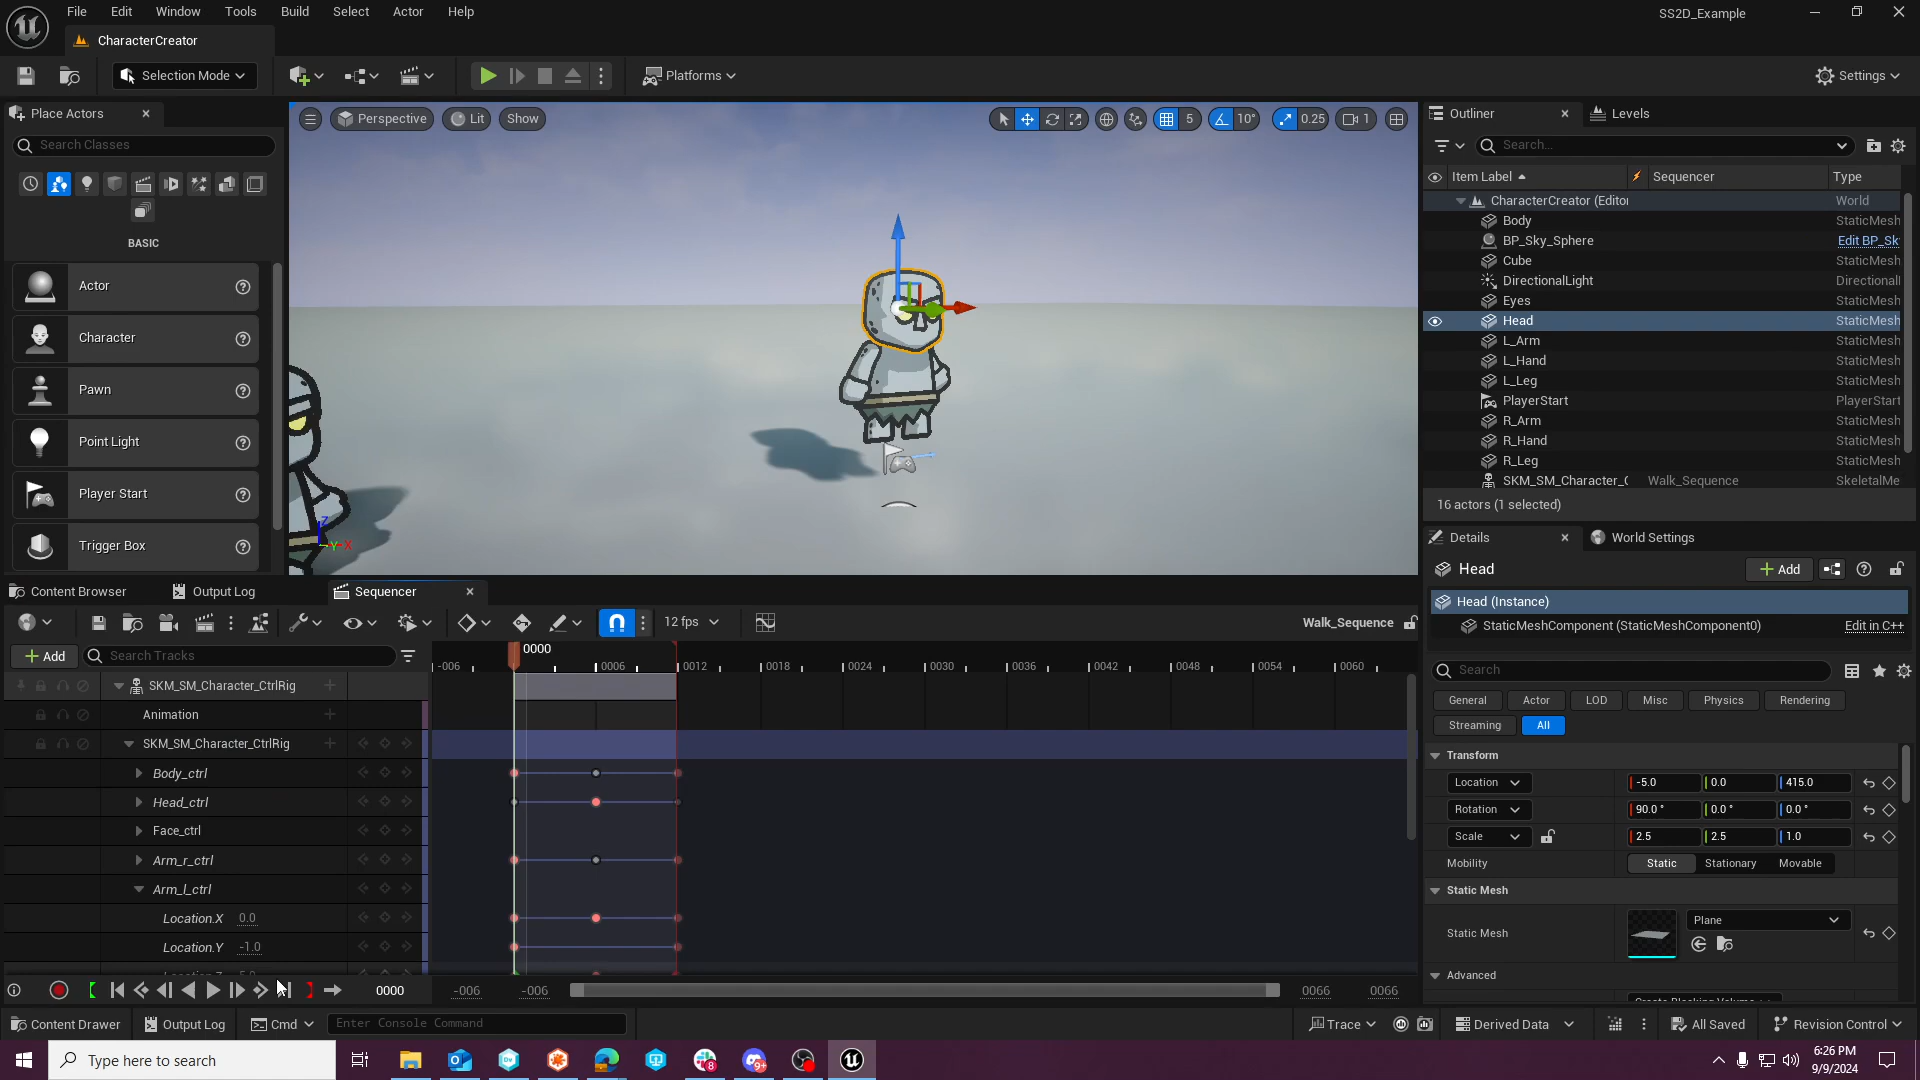 File Edit Window Tools Build Select Actor Help
SS2D_Example
CharacterCreator
Selection Mode
Platforms
Settings
Place Actors
Search Classes
BASIC
Actor
Character
Pawn
Point Light
Player Start
Trigger Box
Perspective
Lit
Show
5
10°
0.25
1
Z
Y X
Outliner
Levels
Search...
Item Label
Sequencer
Type
CharacterCreator (Editor
World
Body
StaticMesh
BP_Sky_Sphere
Edit BP_Sk
Cube
StaticMesh
DirectionalLight
Directional
Eyes
StaticMesh
Head
StaticMesh
L_Arm
StaticMesh
L_Hand
StaticMesh
L_Leg
StaticMesh
PlayerStart
PlayerStart
R_Arm
StaticMesh
R_Hand
StaticMesh
R_Leg
StaticMesh
SKM_SM_Character_C
Walk_Sequence
SkeletalMe
16 actors (1 selected)
Details
World Settings
Head
Add
Head (Instance)
StaticMeshComponent (StaticMeshComponent0)
Edit in C++
Search
General
Actor
LOD
Misc
Physics
Rendering
Streaming
All
Transform
Location
-5.0
0.0
415.0
Rotation
90.0 °
0.0 °
0.0 °
Scale
2.5
2.5
1.0
Mobility
Static
Stationary
Movable
Static Mesh
Static Mesh
Plane
Advanced
Content Browser
Output Log
Sequencer
12 fps
Walk_Sequence
Add
Search Tracks
0000
-006
0006
0012
0018
0024
0030
0036
0042
0048
0054
0060
SKM_SM_Character_CtrlRig
Animation
SKM_SM_Character_CtrlRig
Body_ctrl
Head_ctrl
Face_ctrl
Arm_r_ctrl
Arm_l_ctrl
Location.X 0.0
Location.Y -1.0
0000
-006
-006
0066
0066
Content Drawer
Output Log
Cmd
Enter Console Command
Trace
Derived Data
All Saved
Revision Control
Type here to search
8
9+
6:26 PM
9/9/2024